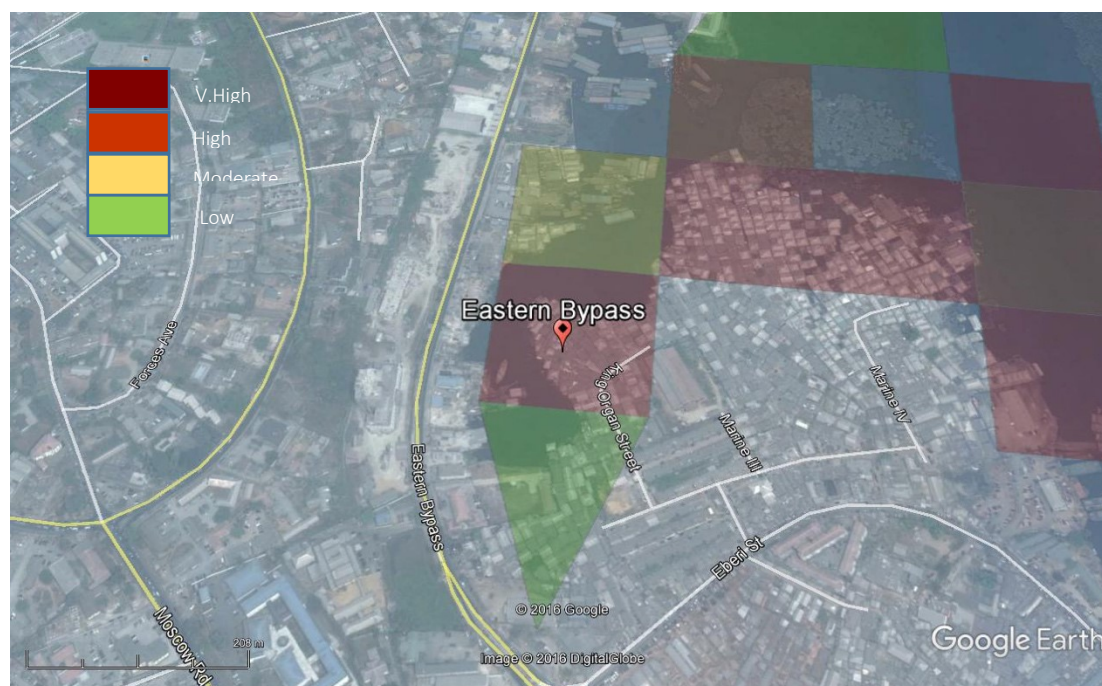 V.High
High
Moderate
Low
Eastern Bypass
Forces Ave
King Organ Street
Marine IV
Marine III
Eastern Bypass
Eberi St
© 2016 Google
Moscow Rd
208 m
Google Earth
Image © 2016 DigitalGlobe